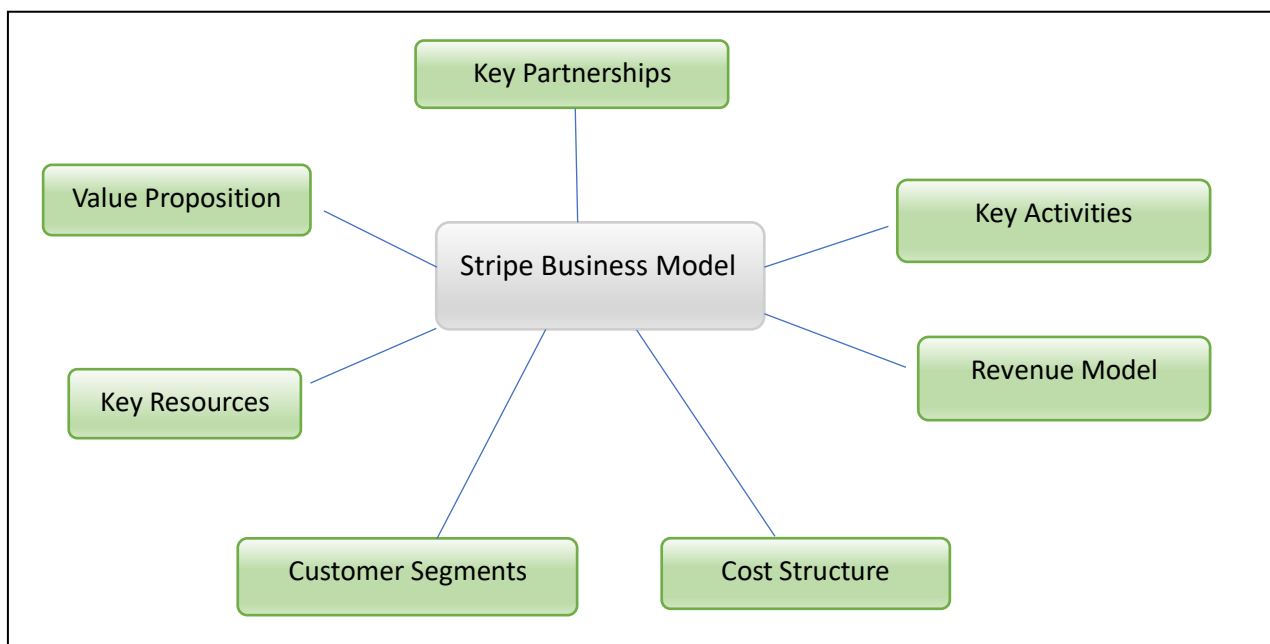 Key Partnerships
Value Proposition
Key Activities
Stripe Business Model
Revenue Model
Key Resources
Customer Segments
Cost Structure